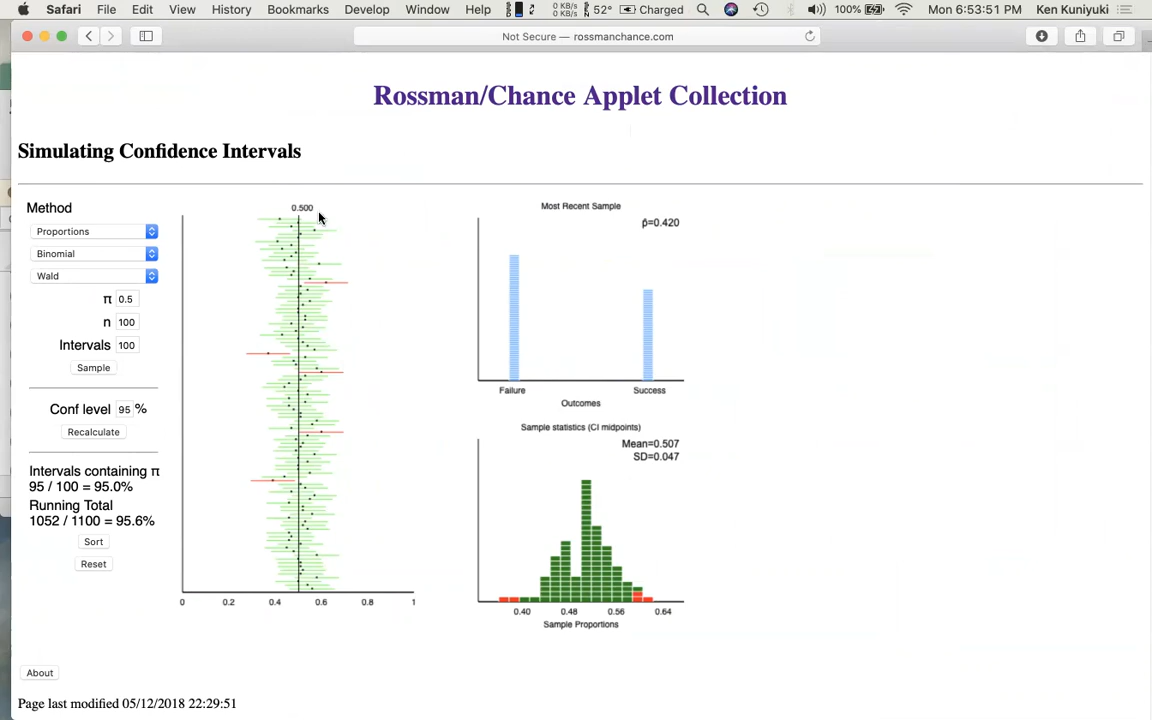 Safari File Edit View History Bookmarks Develop Window Help 0 KB/s 0 KB/s 52° Charged 100% Mon 6:53:51 PM Ken Kuniyuki
Not Secure — rossmanchance.com
Rossman/Chance Applet Collection
Simulating Confidence Intervals
Method
Proportions
Binomial
Wald
π 0.5
n 100
Intervals 100
Sample
Conf level 95 %
Recalculate
Intervals containing π
95 / 100 = 95.0%
Running Total
1052 / 1100 = 95.6%
Sort
Reset
0.500
0 0.2 0.4 0.6 0.8 1
Most Recent Sample
p̂=0.420
Failure Success
Outcomes
Sample statistics (CI midpoints)
Mean=0.507
SD=0.047
0.40 0.48 0.56 0.64
Sample Proportions
About
Page last modified 05/12/2018 22:29:51